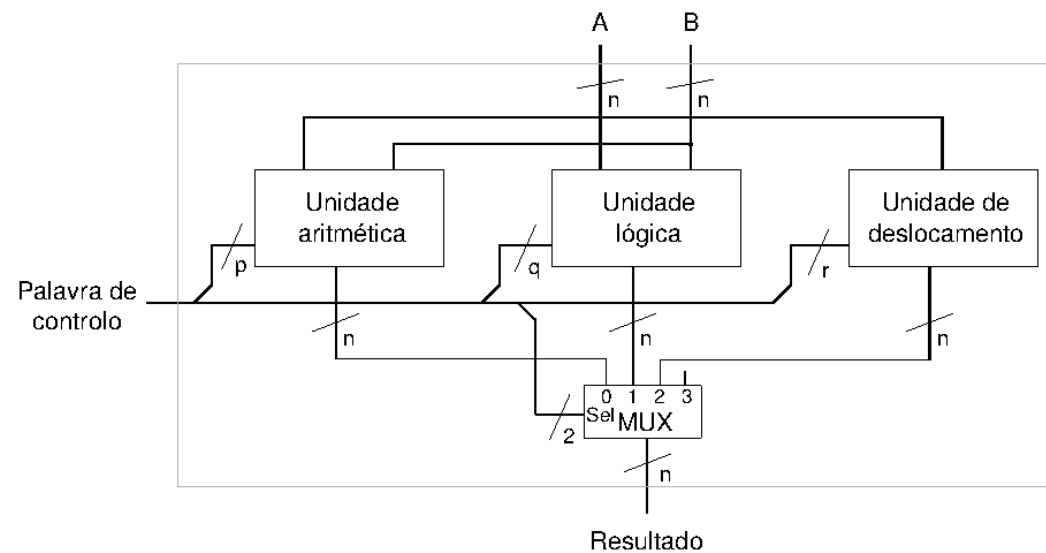 A B
n n
Unidade
aritmética
Unidade
lógica
Unidade de
deslocamento
p q r
Palavra de
controlo
n n n
0 1 2 3
Sel MUX
2
n
Resultado